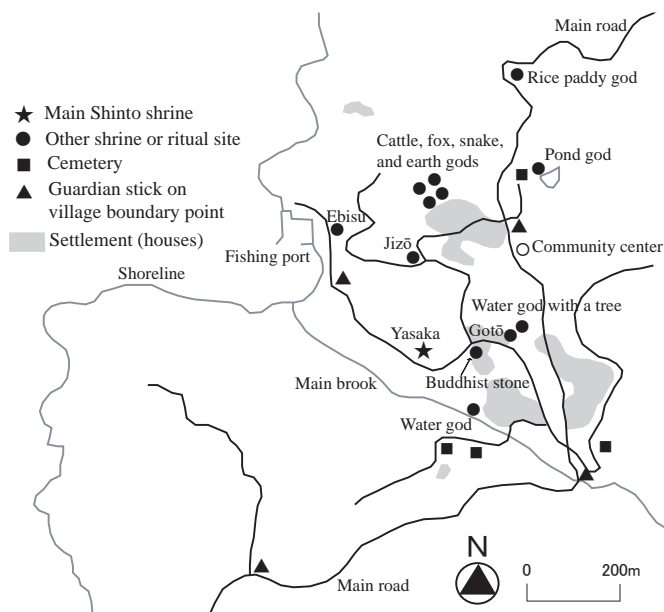 Main road
Rice paddy god
Main Shinto shrine
Other shrine or ritual site
Cemetery
Guardian stick on
village boundary point
Settlement (houses)
Cattle, fox, snake,
and earth gods
Pond god
Ebisu
Fishing port
Jizō
Community center
Shoreline
Water god with a tree
Gotō
Yasaka
Buddhist stone
Main brook
Water god
N
0 200m
Main road